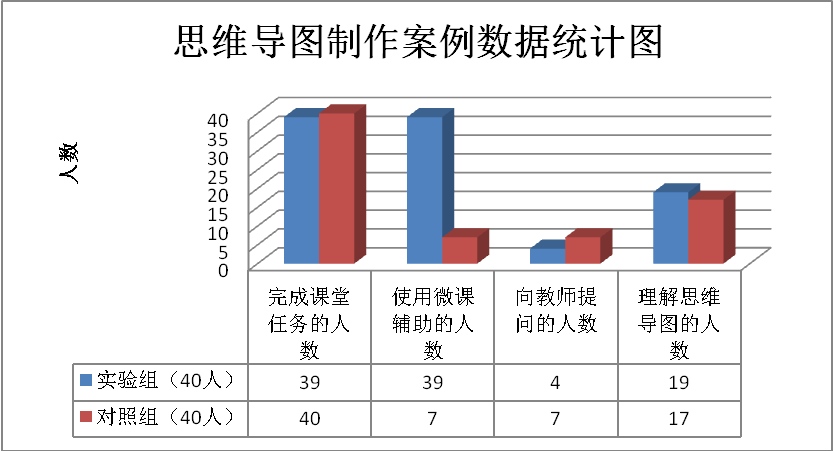 思维导图制作案例数据统计图
人数
40
35
30
25
20
15
10
5
0
完成课堂
任务的人
数
使用微课
辅助的人
数
向教师提
问的人数
理解思维
导图的人
数
实验组（40人） 39 39 4 19
对照组（40人） 40 7 7 17